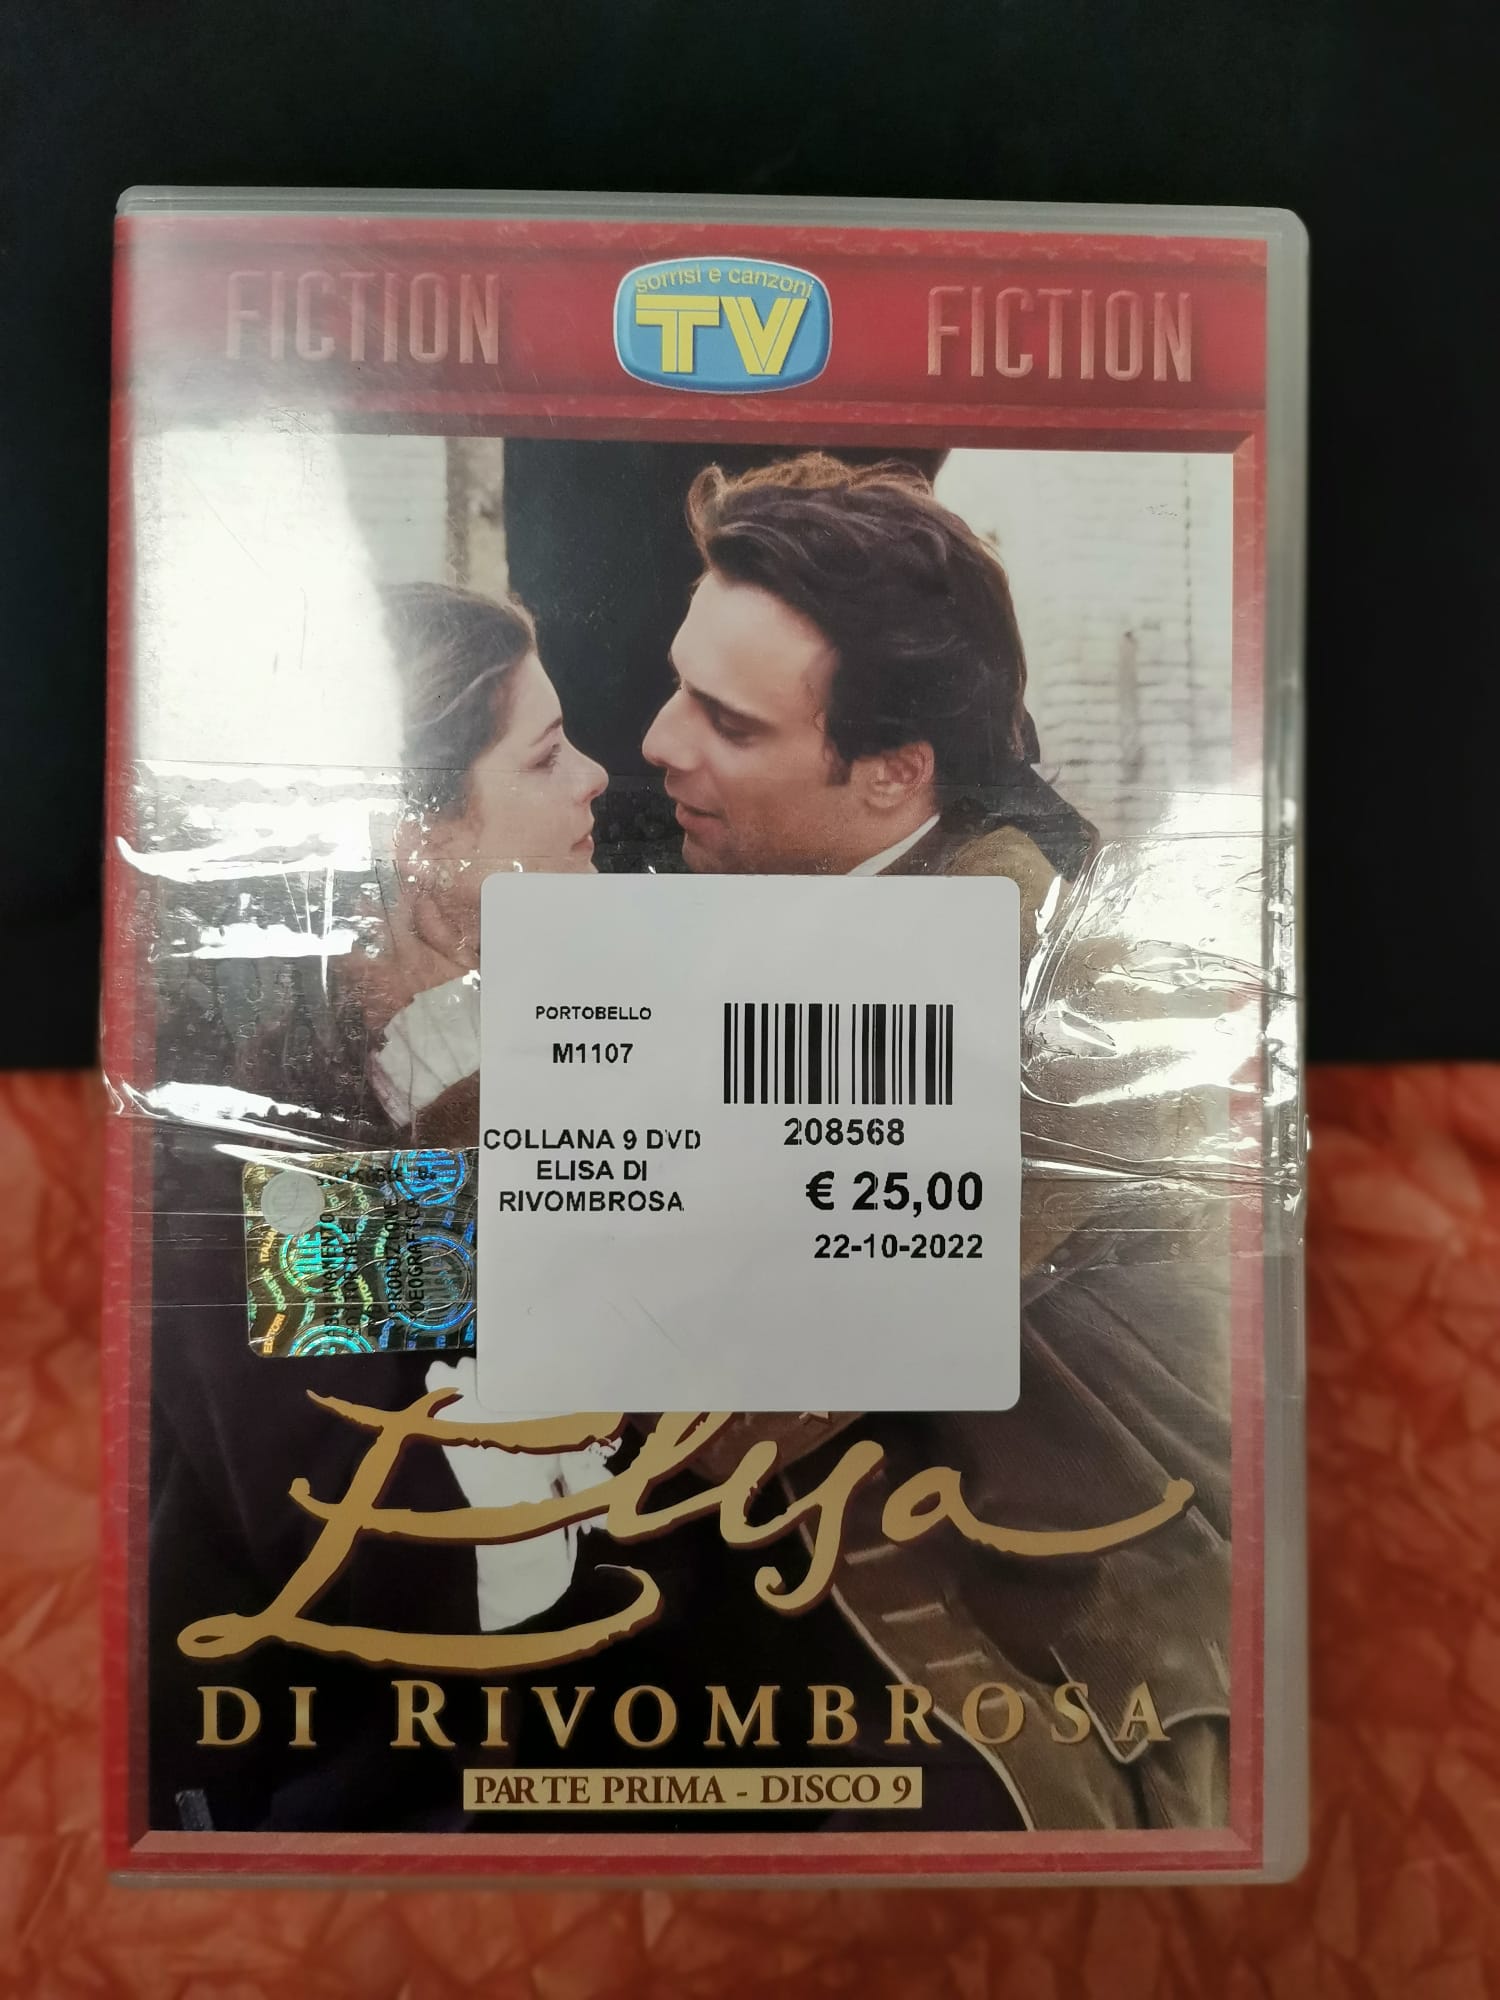 FICTION
sorrisi e canzoni
TV
FICTION
PORTOBELLO
M1107
208568
COLLANA 9 DVD
ELISA DI
RIVOMBROSA
€ 25,00
22-10-2022
EDITORI
Elisa
DI RIVOMBROSA
PARTE PRIMA - DISCO 9